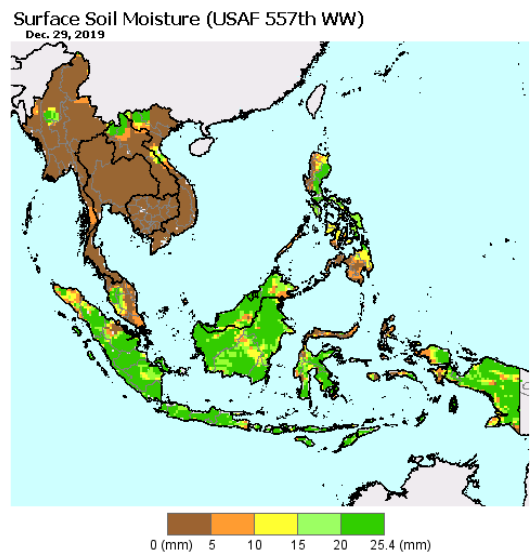 Surface Soil Moisture (USAF 557th WW)
Dec. 29, 2019
0 (mm) 5 10 15 20 25.4 (mm)